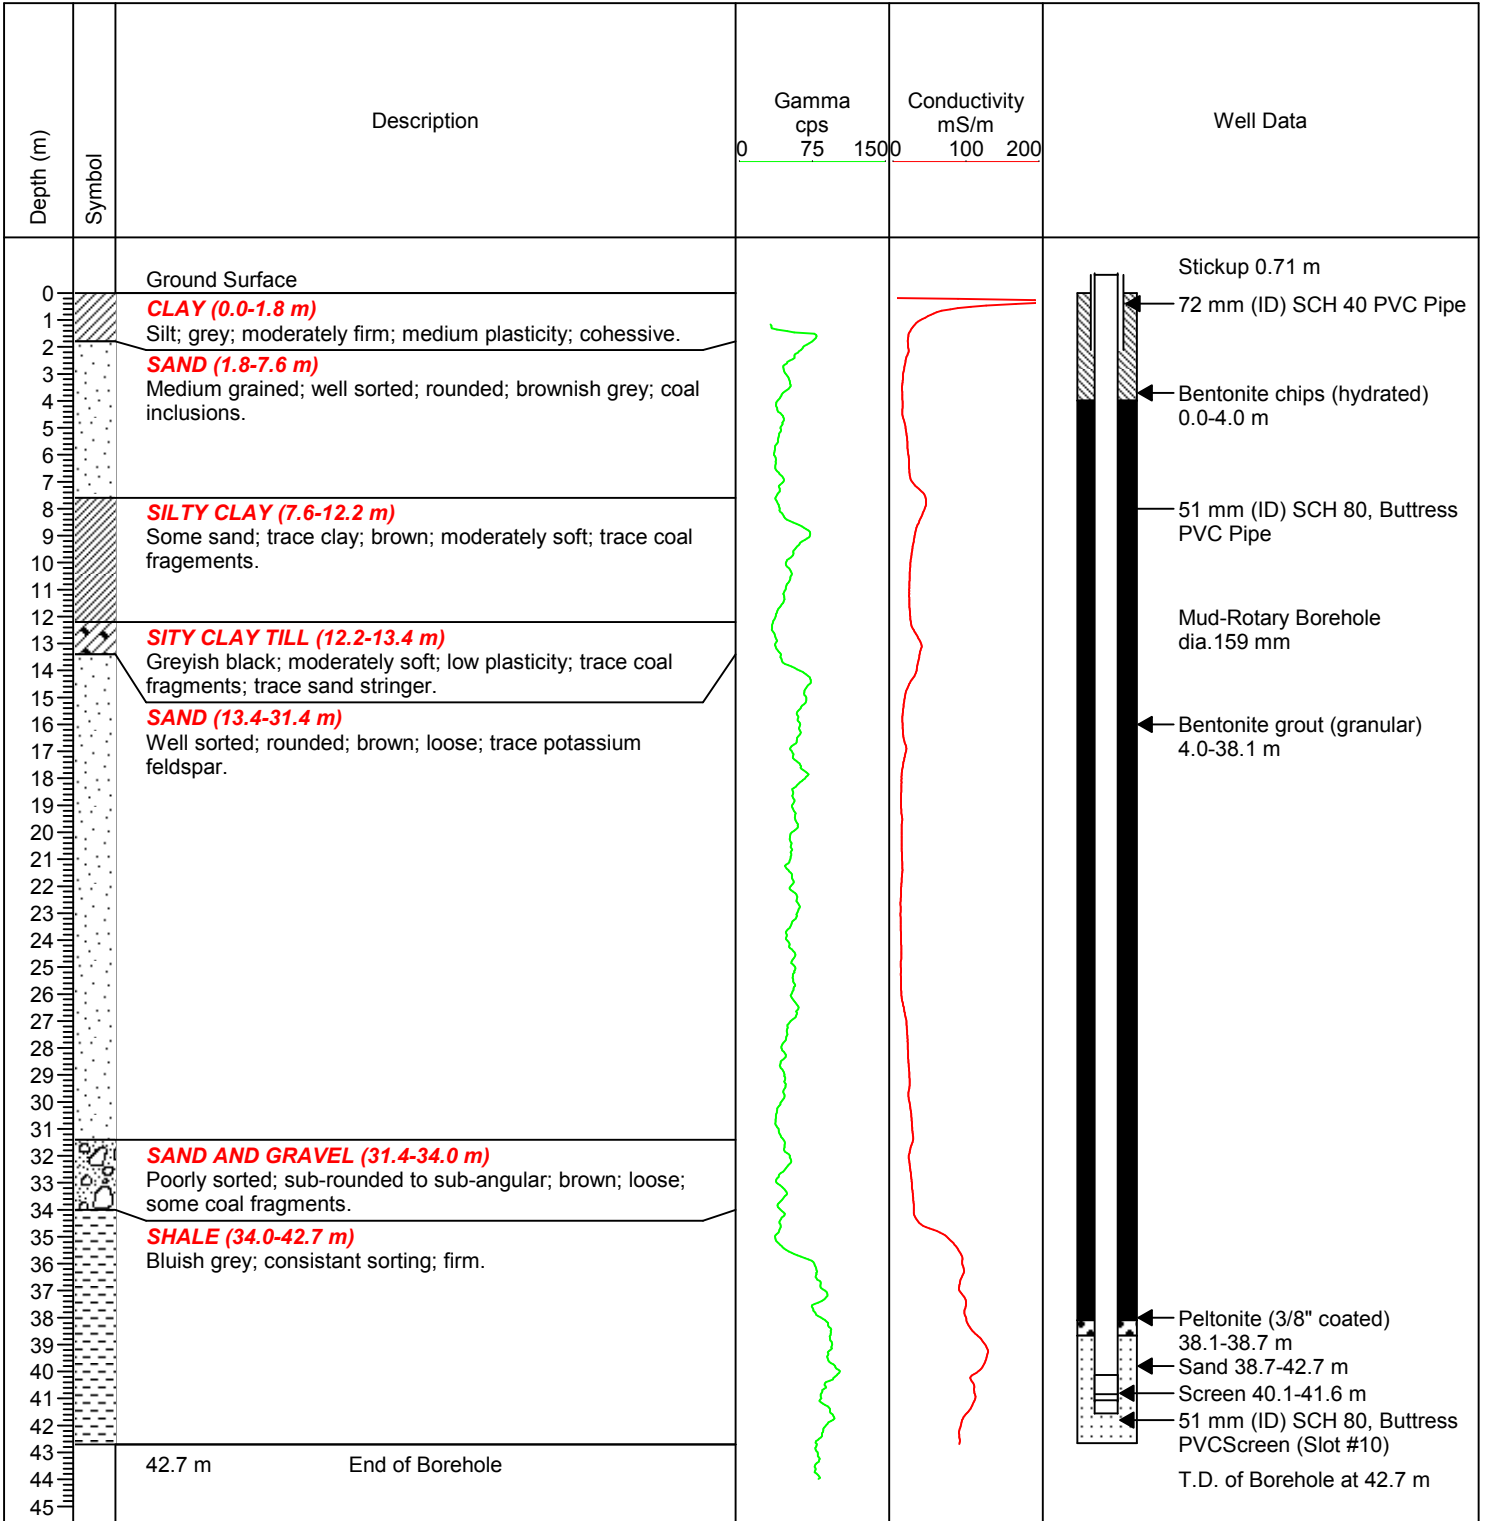 Depth (m)
Symbol
Description
Gamma
cps
0 75 150
Conductivity
mS/m
0 100 200
Well Data
Ground Surface
CLAY (0.0-1.8 m)
Silt; grey; moderately firm; medium plasticity; cohessive.
SAND (1.8-7.6 m)
Medium grained; well sorted; rounded; brownish grey; coal
inclusions.
SILTY CLAY (7.6-12.2 m)
Some sand; trace clay; brown; moderately soft; trace coal
fragements.
SITY CLAY TILL (12.2-13.4 m)
Greyish black; moderately soft; low plasticity; trace coal
fragments; trace sand stringer.
SAND (13.4-31.4 m)
Well sorted; rounded; brown; loose; trace potassium
feldspar.
SAND AND GRAVEL (31.4-34.0 m)
Poorly sorted; sub-rounded to sub-angular; brown; loose;
some coal fragments.
SHALE (34.0-42.7 m)
Bluish grey; consistant sorting; firm.
42.7 m End of Borehole
0
1
2
3
4
5
6
7
8
9
10
11
12
13
14
15
16
17
18
19
20
21
22
23
24
25
26
27
28
29
30
31
32
33
34
35
36
37
38
39
40
41
42
43
44
45
Stickup 0.71 m
72 mm (ID) SCH 40 PVC Pipe
Bentonite chips (hydrated)
0.0-4.0 m
51 mm (ID) SCH 80, Buttress
PVC Pipe
Mud-Rotary Borehole
dia.159 mm
Bentonite grout (granular)
4.0-38.1 m
Peltonite (3/8" coated)
38.1-38.7 m
Sand 38.7-42.7 m
Screen 40.1-41.6 m
51 mm (ID) SCH 80, Buttress
PVCScreen (Slot #10)
T.D. of Borehole at 42.7 m